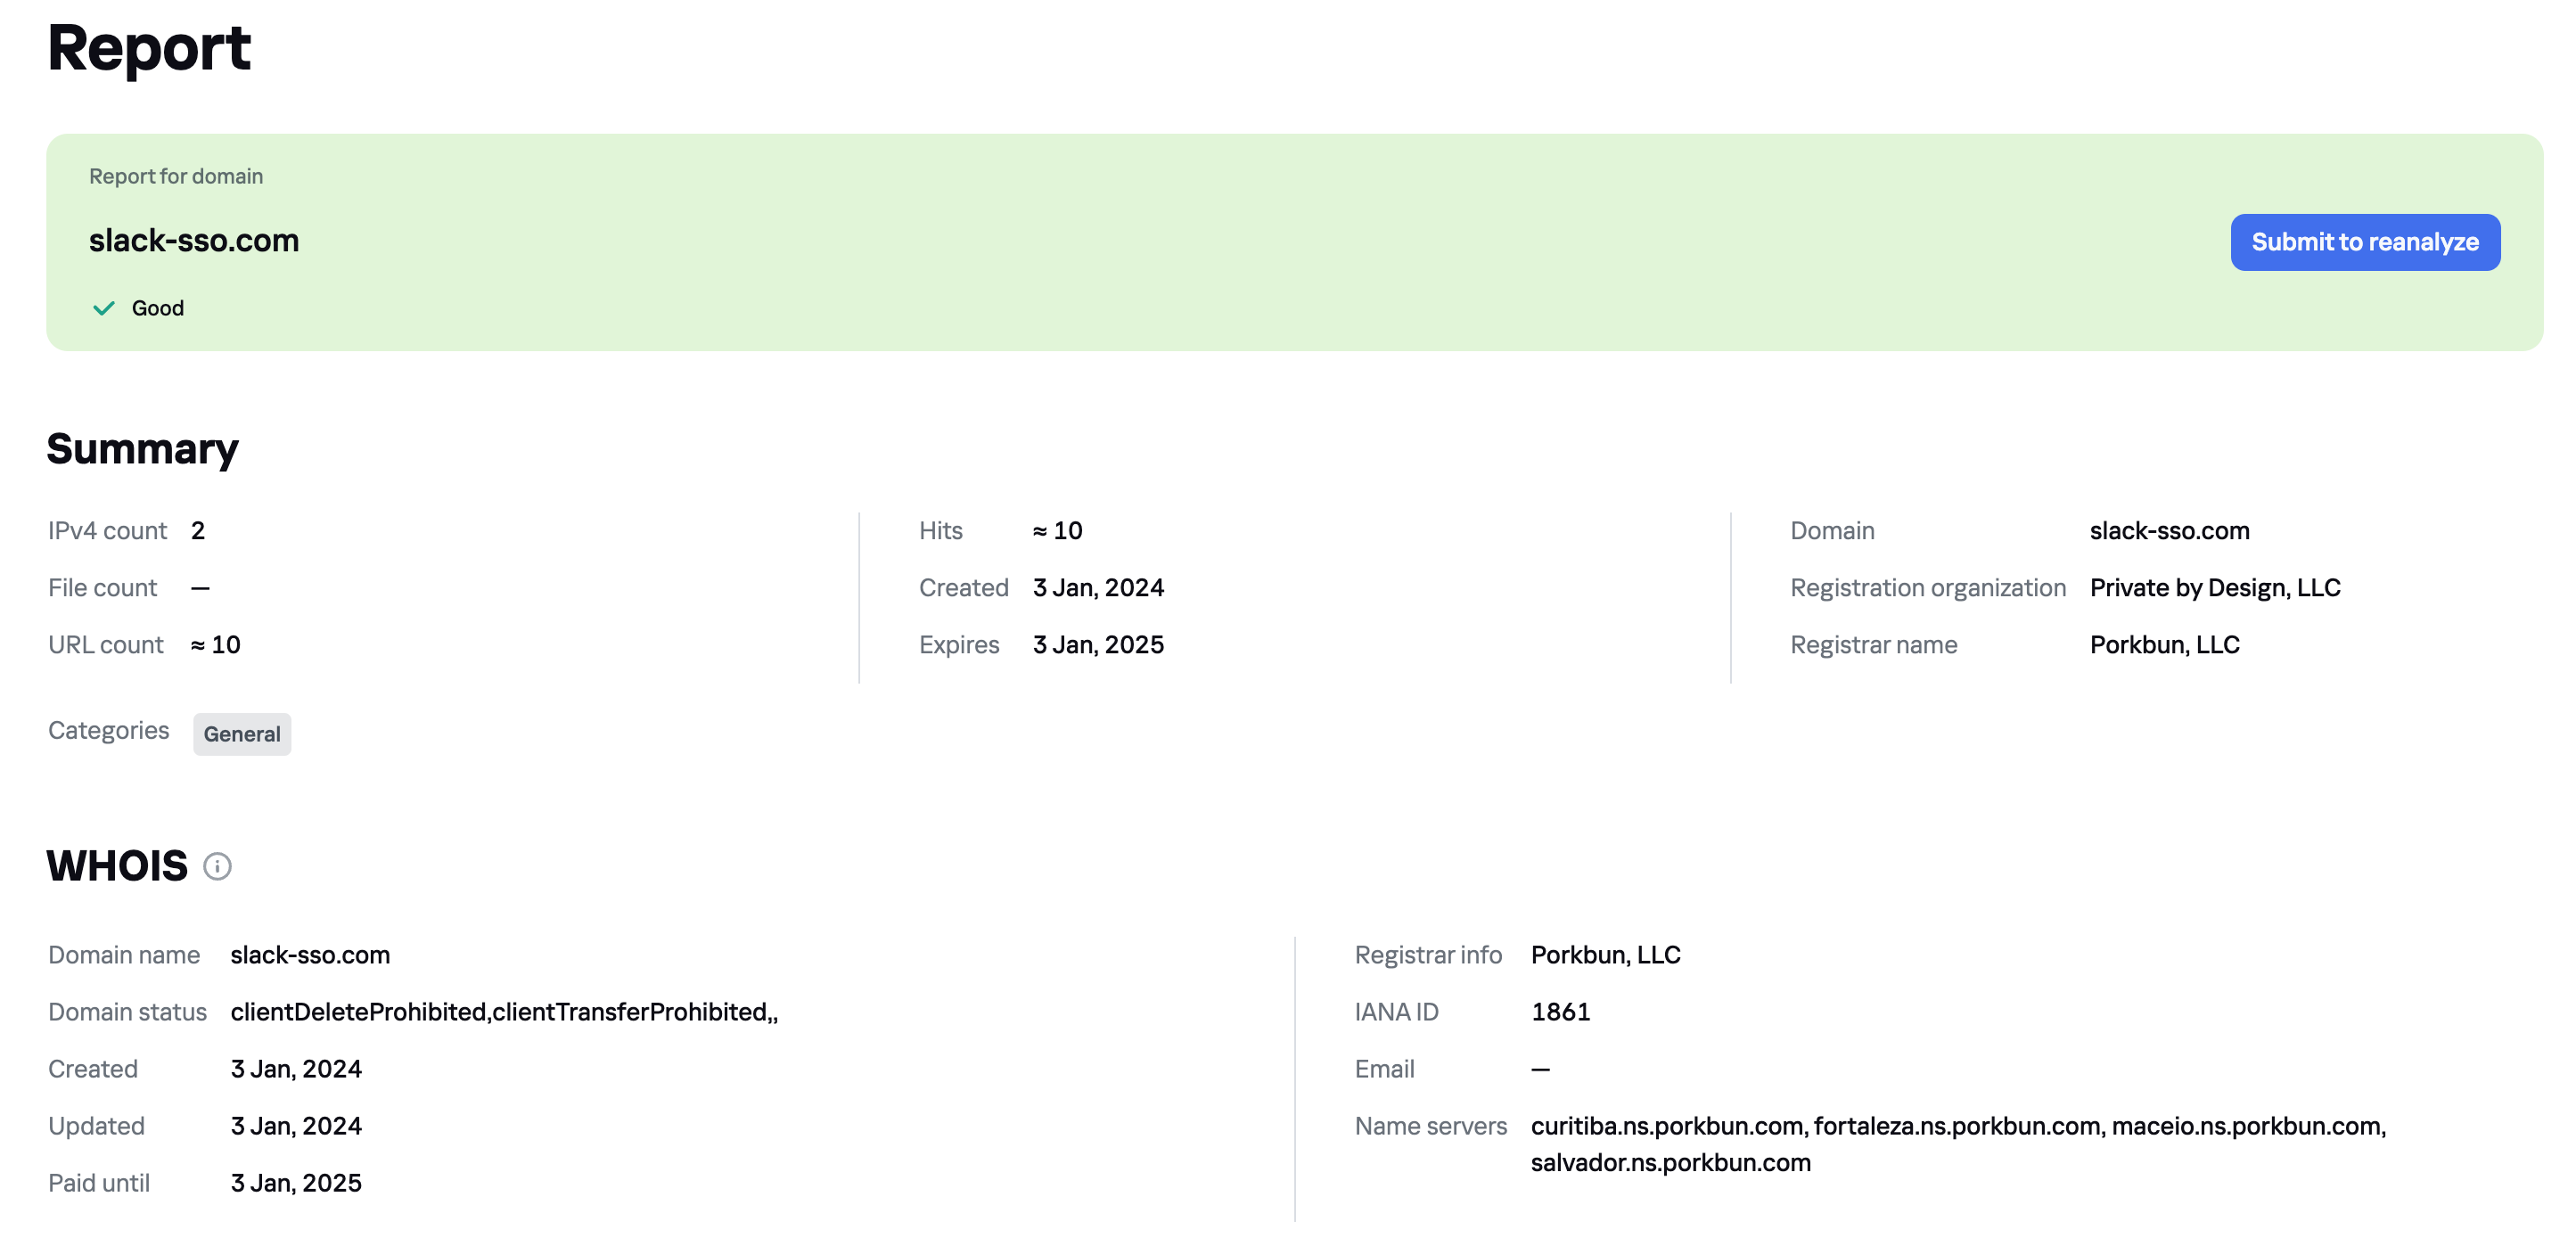 Report
Report for domain
slack-sso.com
Submit to reanalyze
Good
Summary
IPv4 count 2
File count —
URL count ≈ 10
Hits ≈ 10
Created 3 Jan, 2024
Expires 3 Jan, 2025
Domain slack-sso.com
Registration organization Private by Design, LLC
Registrar name Porkbun, LLC
Categories General
WHOIS
Domain name slack-sso.com
Domain status clientDeleteProhibited,clientTransferProhibited,,
Created 3 Jan, 2024
Updated 3 Jan, 2024
Paid until 3 Jan, 2025
Registrar info Porkbun, LLC
IANA ID 1861
Email —
Name servers curitiba.ns.porkbun.com, fortaleza.ns.porkbun.com, maceio.ns.porkbun.com,
salvador.ns.porkbun.com